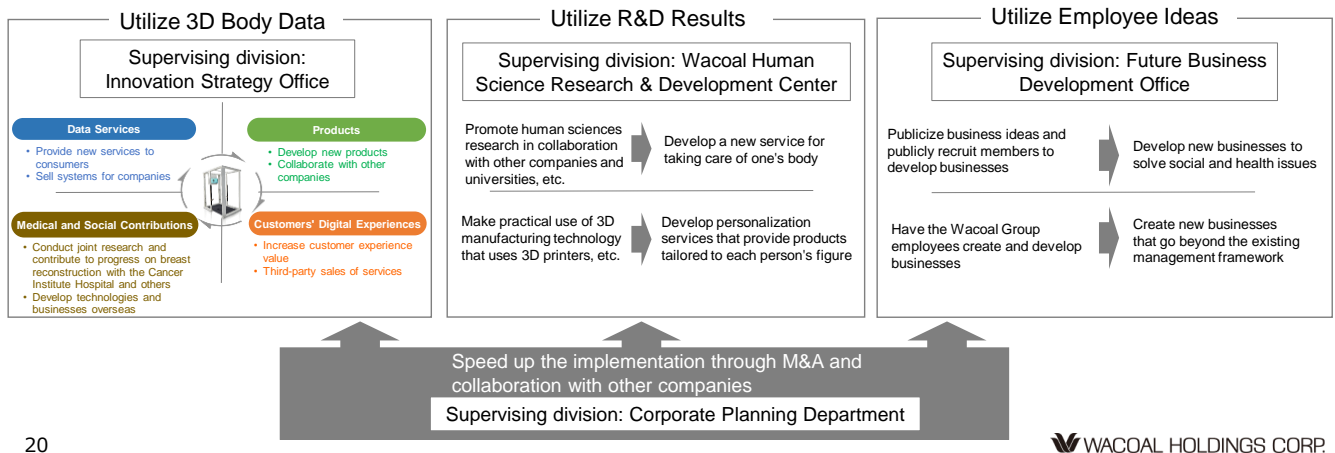 Utilize 3D Body Data
Supervising division:
Innovation Strategy Office
Data Services
• Provide new services to
consumers
• Sell systems for companies
Products
• Develop new products
• Collaborate with other
companies
Medical and Social Contributions
• Conduct joint research and
contribute to progress on breast
reconstruction with the Cancer
Institute Hospital and others
• Develop technologies and
businesses overseas
Customers' Digital Experiences
• Increase customer experience
value
• Third-party sales of services
Utilize R&D Results
Supervising division: Wacoal Human
Science Research & Development Center
Promote human sciences
research in collaboration
with other companies and
universities, etc.
Develop a new service for
taking care of one's body
Make practical use of 3D
manufacturing technology
that uses 3D printers, etc.
Develop personalization
services that provide products
tailored to each person's figure
Utilize Employee Ideas
Supervising division: Future Business
Development Office
Publicize business ideas and
publicly recruit members to
develop businesses
Develop new businesses to
solve social and health issues
Have the Wacoal Group
employees create and develop
businesses
Create new businesses
that go beyond the existing
management framework
Speed up the implementation through M&A and
collaboration with other companies
Supervising division: Corporate Planning Department
20
WACOAL HOLDINGS CORP.